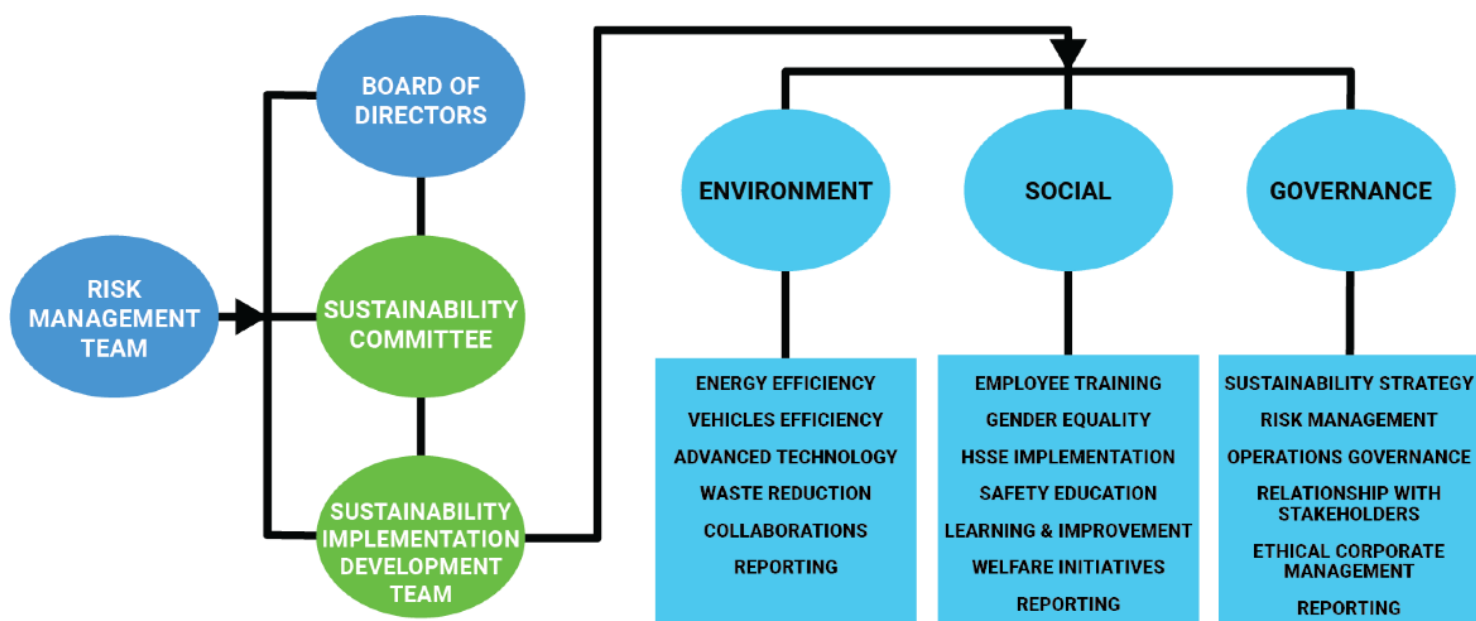 BOARD OF
DIRECTORS
RISK
MANAGEMENT
TEAM
SUSTAINABILITY
COMMITTEE
SUSTAINABILITY
IMPLEMENTATION
DEVELOPMENT
TEAM
ENVIRONMENT
ENERGY EFFICIENCY
VEHICLES EFFICIENCY
ADVANCED TECHNOLOGY
WASTE REDUCTION
COLLABORATIONS
REPORTING
SOCIAL
EMPLOYEE TRAINING
GENDER EQUALITY
HSSE IMPLEMENTATION
SAFETY EDUCATION
LEARNING & IMPROVEMENT
WELFARE INITIATIVES
REPORTING
GOVERNANCE
SUSTAINABILITY STRATEGY
RISK MANAGEMENT
OPERATIONS GOVERNANCE
RELATIONSHIP WITH
STAKEHOLDERS
ETHICAL CORPORATE
MANAGEMENT
REPORTING